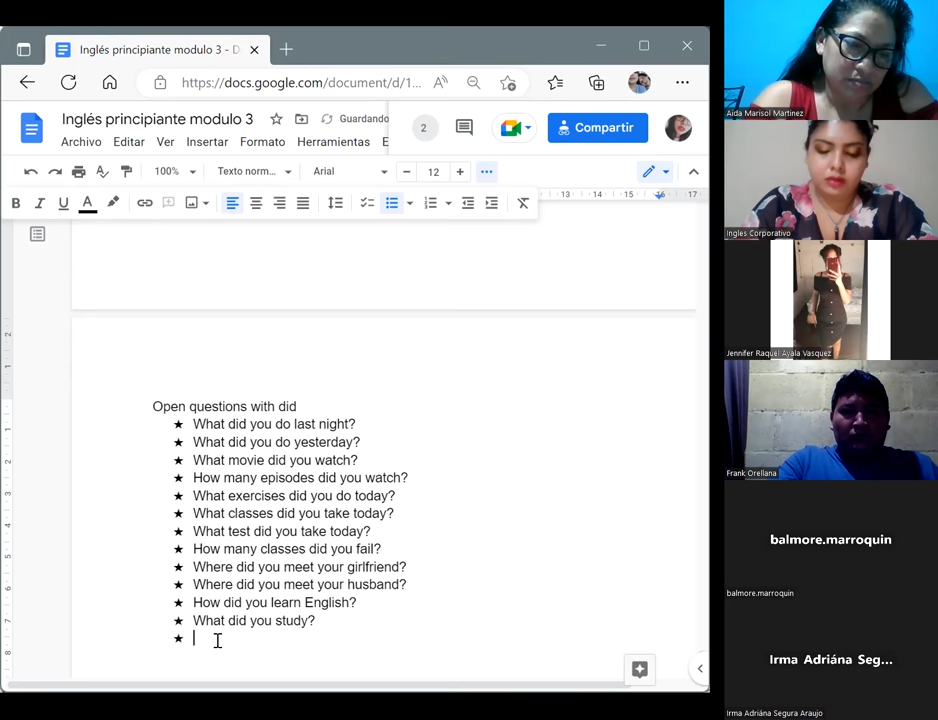 Inglés principiante modulo 3 - D
https://docs.google.com/document/d/1...
Inglés principiante modulo 3
Guardando
2
Compartir
Archivo Editar Ver Insertar Formato Herramientas E
100% Texto norm... Arial 12
13 14 15 16 17
Open questions with did
★ What did you do last night?
★ What did you do yesterday?
★ What movie did you watch?
★ How many episodes did you watch?
★ What exercises did you do today?
★ What classes did you take today?
★ What test did you take today?
★ How many classes did you fail?
★ Where did you meet your girlfriend?
★ Where did you meet your husband?
★ How did you learn English?
★ What did you study?
★
Aida Marisol Martinez
Ingles Corporativo
Jennifer Raquel Ayala Vasquez
Frank Orellana
balmore.marroquin
balmore.marroquin
Irma Adriána Seg...
Irma Adriána Segura Araujo